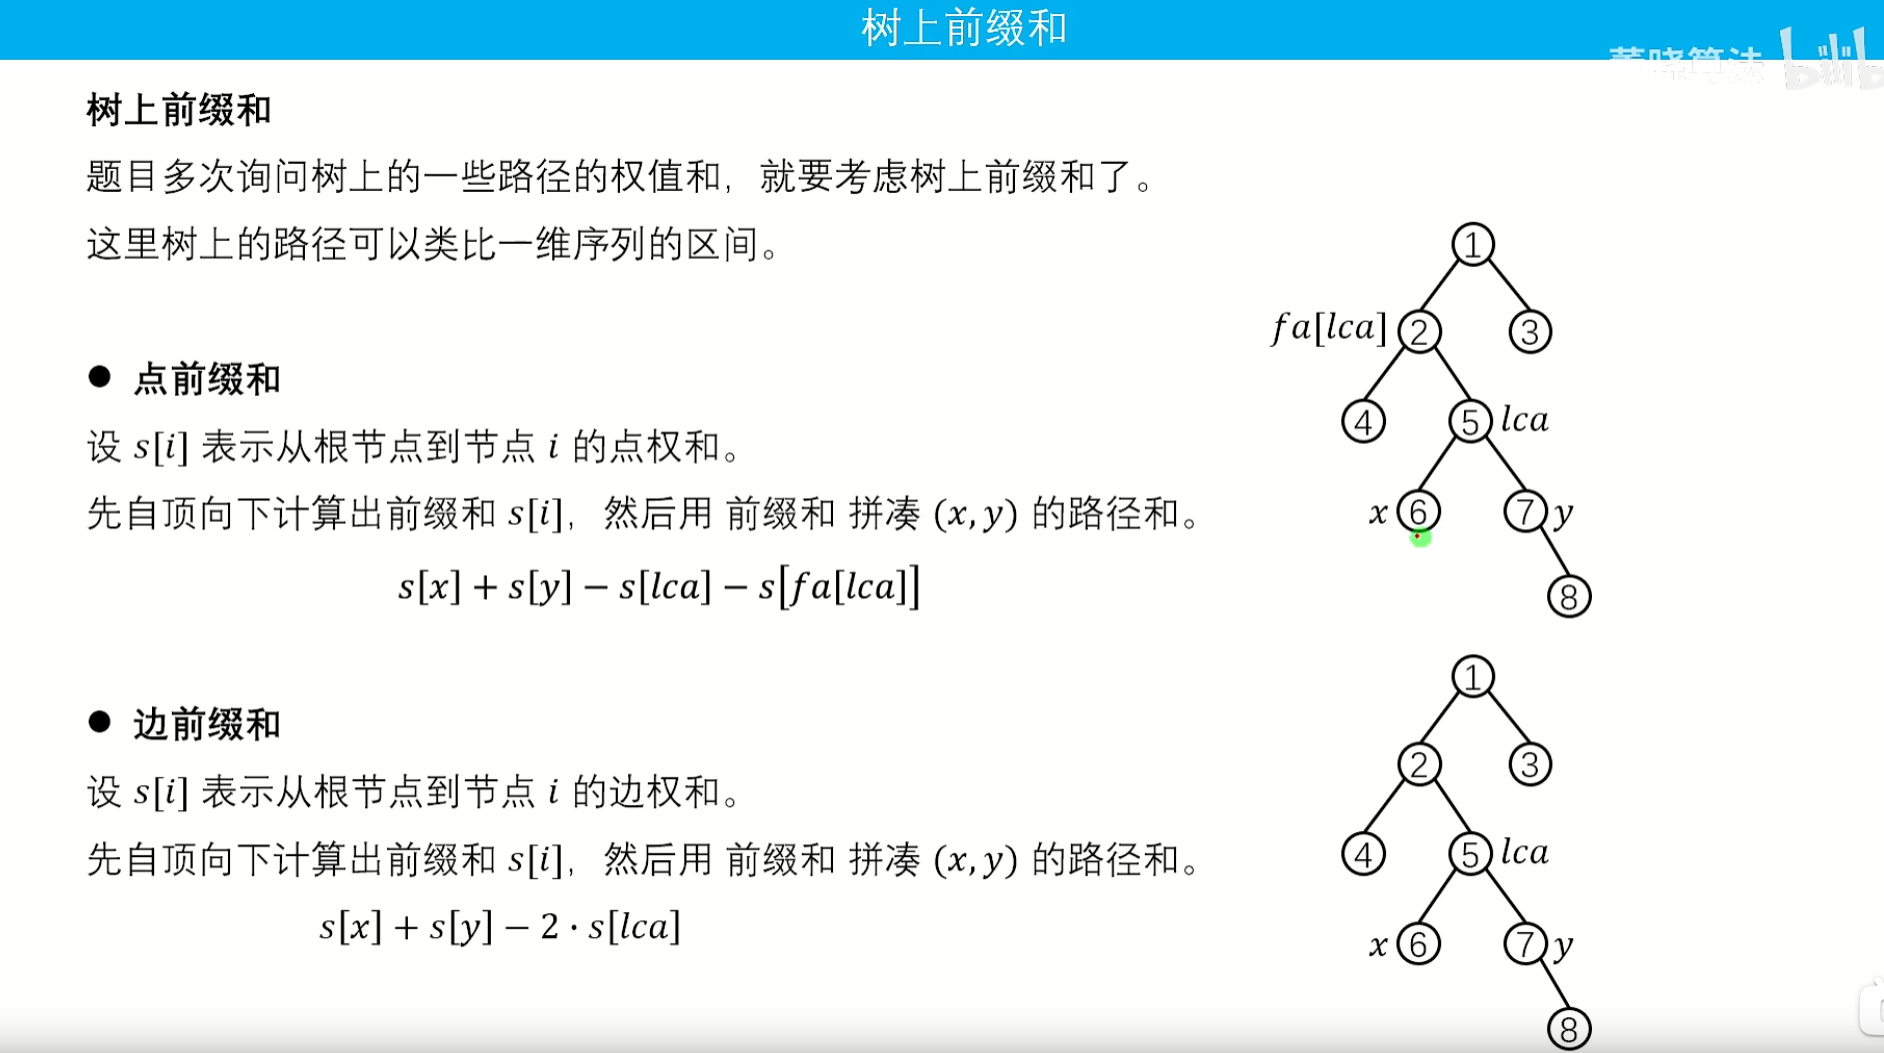 树上前缀和
董晓算法 bilibili
树上前缀和
题目多次询问树上的一些路径的权值和，就要考虑树上前缀和了。
这里树上的路径可以类比一维序列的区间。
● 点前缀和
设 s[i] 表示从根节点到节点 i 的点权和。
先自顶向下计算出前缀和 s[i]，然后用 前缀和 拼凑 (x, y) 的路径和。
s[x] + s[y] − s[lca] − s[fa[lca]]
1
fa[lca] 2 3
4 5 lca
x 6 7 y
8
● 边前缀和
设 s[i] 表示从根节点到节点 i 的边权和。
先自顶向下计算出前缀和 s[i]，然后用 前缀和 拼凑 (x, y) 的路径和。
s[x] + s[y] − 2 · s[lca]
1
2 3
4 5 lca
x 6 7 y
8